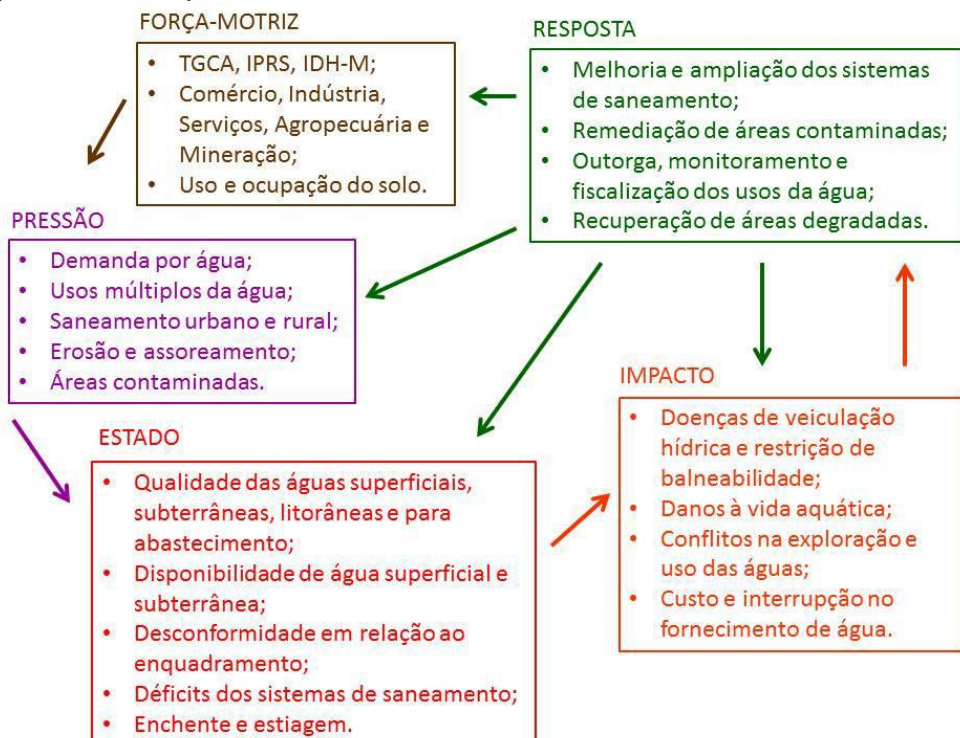 FORÇA-MOTRIZ
• TGCA, IPRS, IDH-M;
• Comércio, Indústria,
Serviços, Agropecuária e
Mineração;
• Uso e ocupação do solo.
RESPOSTA
• Melhoria e ampliação dos sistemas
de saneamento;
• Remediação de áreas contaminadas;
• Outorga, monitoramento e
fiscalização dos usos da água;
• Recuperação de áreas degradadas.
PRESSÃO
• Demanda por água;
• Usos múltiplos da água;
• Saneamento urbano e rural;
• Erosão e assoreamento;
• Áreas contaminadas.
ESTADO
• Qualidade das águas superficiais,
subterrâneas, litorâneas e para
abastecimento;
• Disponibilidade de água superficial e
subterrânea;
• Desconformidade em relação ao
enquadramento;
• Déficits dos sistemas de saneamento;
• Enchente e estiagem.
IMPACTO
• Doenças de veiculação
hídrica e restrição de
balneabilidade;
• Danos à vida aquática;
• Conflitos na exploração e
uso das águas;
• Custo e interrupção no
fornecimento de água.